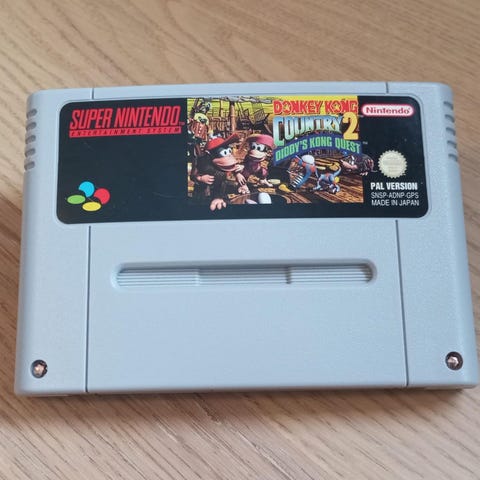 SUPER NINTENDO
ENTERTAINMENT SYSTEM
DONKEY KONG
COUNTRY 2
DIDDY'S KONG QUEST
Nintendo
PAL VERSION
SNSP-ADNP-GPS
MADE IN JAPAN